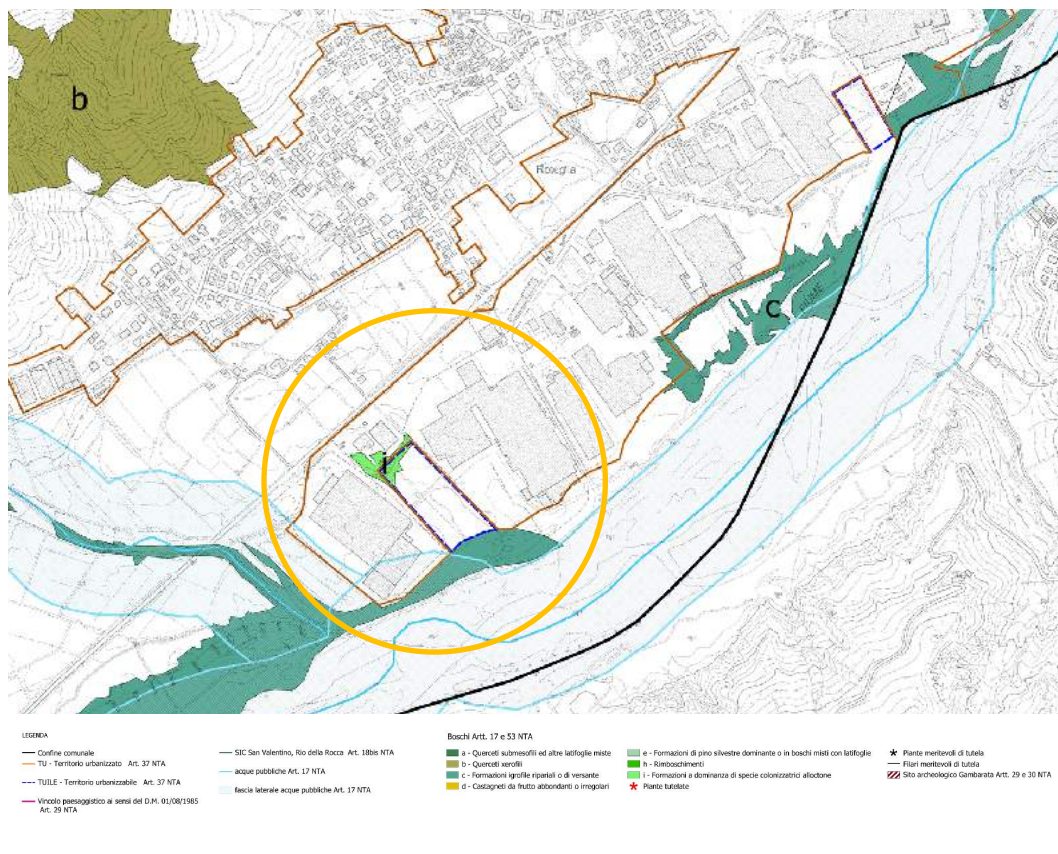 b
c
i
LEGENDA
Confine comunale
TU - Territorio urbanizzato Art. 37 NTA
TUILE - Territorio urbanizzabile Art. 37 NTA
Vincolo paesaggistico ai sensi del D.M. 01/08/1985
Art. 29 NTA
SIC San Valentino, Rio della Rocca Art. 18bis NTA
acque pubbliche Art. 17 NTA
fascia laterale acque pubbliche Art. 17 NTA
Boschi Artt. 17 e 53 NTA
a - Querceti submesofili ed altre latifoglie miste
b - Querceti xerofili
c - Formazioni igrofile ripariali o di versante
d - Castagneti da frutto abbondanti o irregolari
e - Formazioni di pino silvestre dominante o in boschi misti con latifoglie
h - Rimboschimenti
i - Formazioni a dominanza di specie colonizzatrici alloctone
Piante tutelate
Piante meritevoli di tutela
Filari meritevoli di tutela
Sito archeologico Gambarata Artt. 29 e 30 NTA